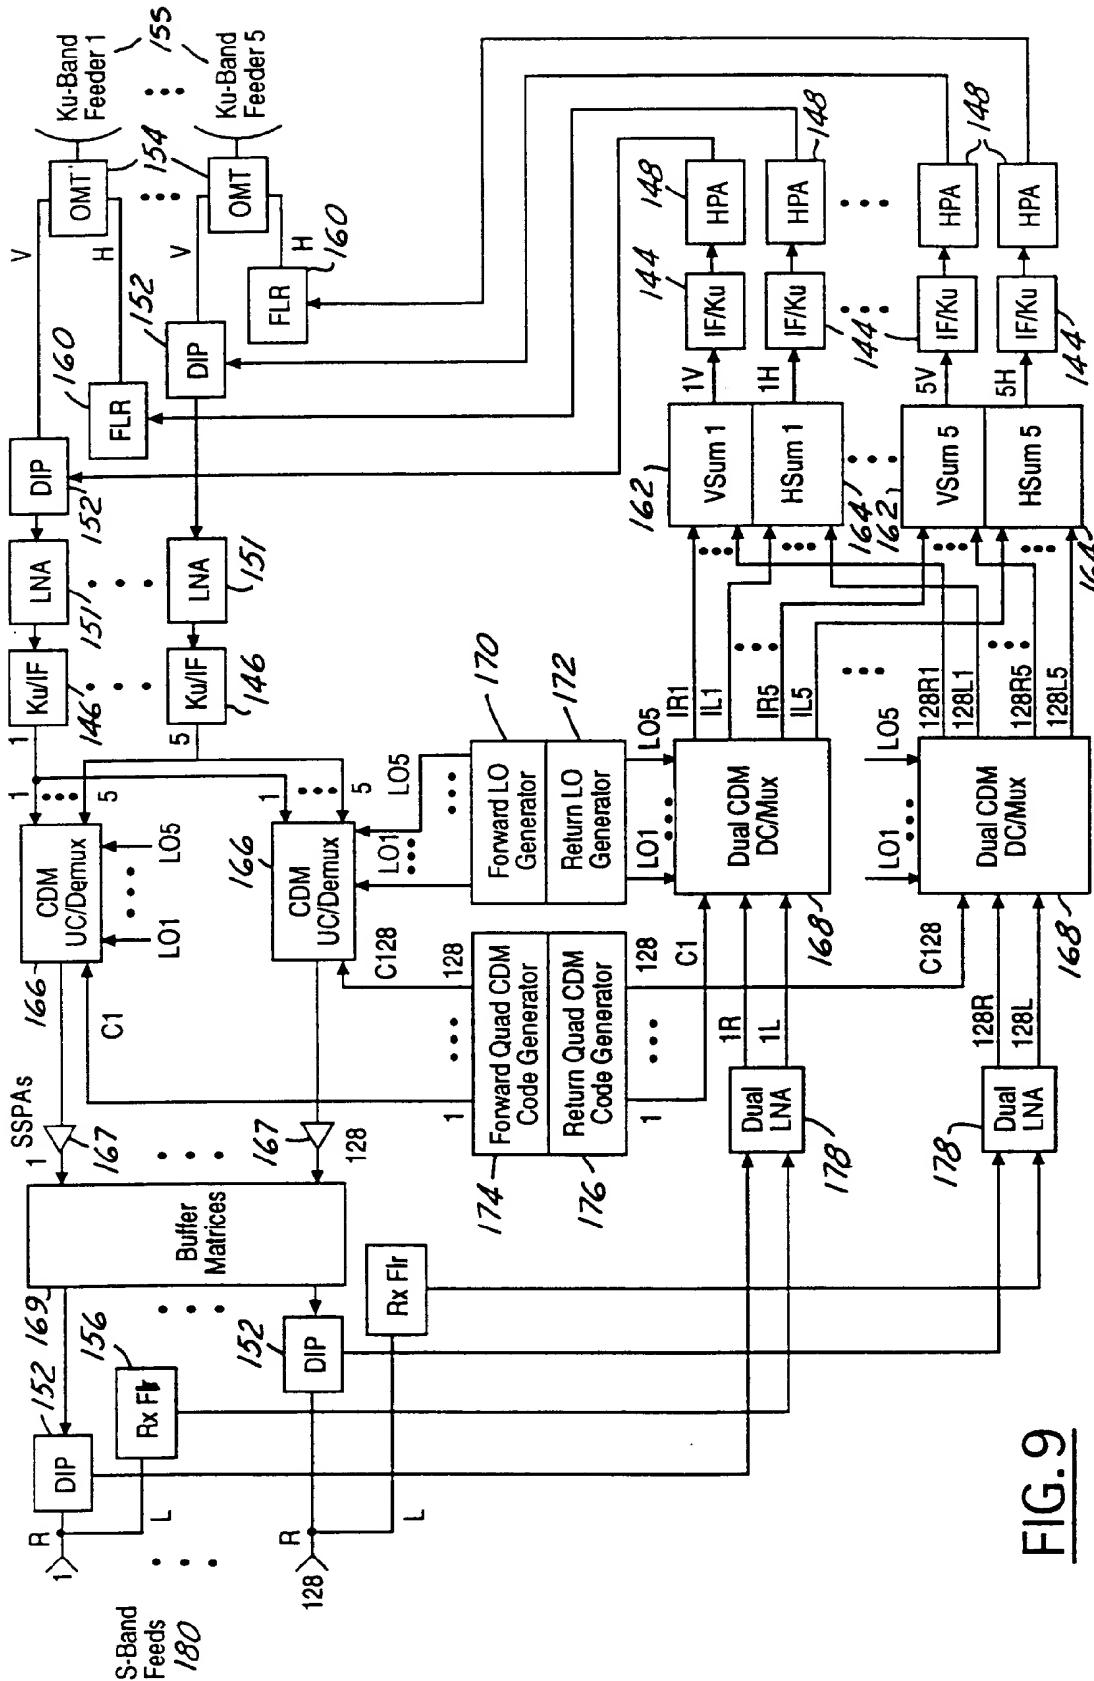 S-Band
Feeds
180
1
R
L
DIP
152
Rx Flr
156
128
R
L
DIP
152
Rx Flr
169
Buffer
Matrices
1
SSPAs
167
167
128
166
CDM
UC/Demux
C1
LO1
LO5
1
5
166
CDM
UC/Demux
C128
LO1
LO5
1
5
1
Ku/IF
146
5
Ku/IF
146
LNA
151
LNA
151
DIP
152
DIP
152
FLR
160
FLR
160
V
H
V
H
OMT
OMT
154
Ku-Band
Feeder 1
155
Ku-Band
Feeder 5
174
Forward Quad CDM
Code Generator
1
128
Return Quad CDM
Code Generator
176
1
128
Forward LO
Generator
170
Return LO
Generator
172
LO1
LO5
Dual
LNA
178
1R
1L
C1
Dual CDM
DC/Mux
168
IR1
IL1
IR5
IL5
Dual
LNA
178
128R
128L
C128
LO1
LO5
Dual CDM
DC/Mux
168
128R1
128L1
128R5
128L5
162
VSum 1
HSum 1
164
162
VSum 5
HSum 5
164
1V
1H
5V
5H
IF/Ku
144
IF/Ku
144
IF/Ku
IF/Ku
144
HPA
148
HPA
148
HPA
HPA
148
FIG. 9